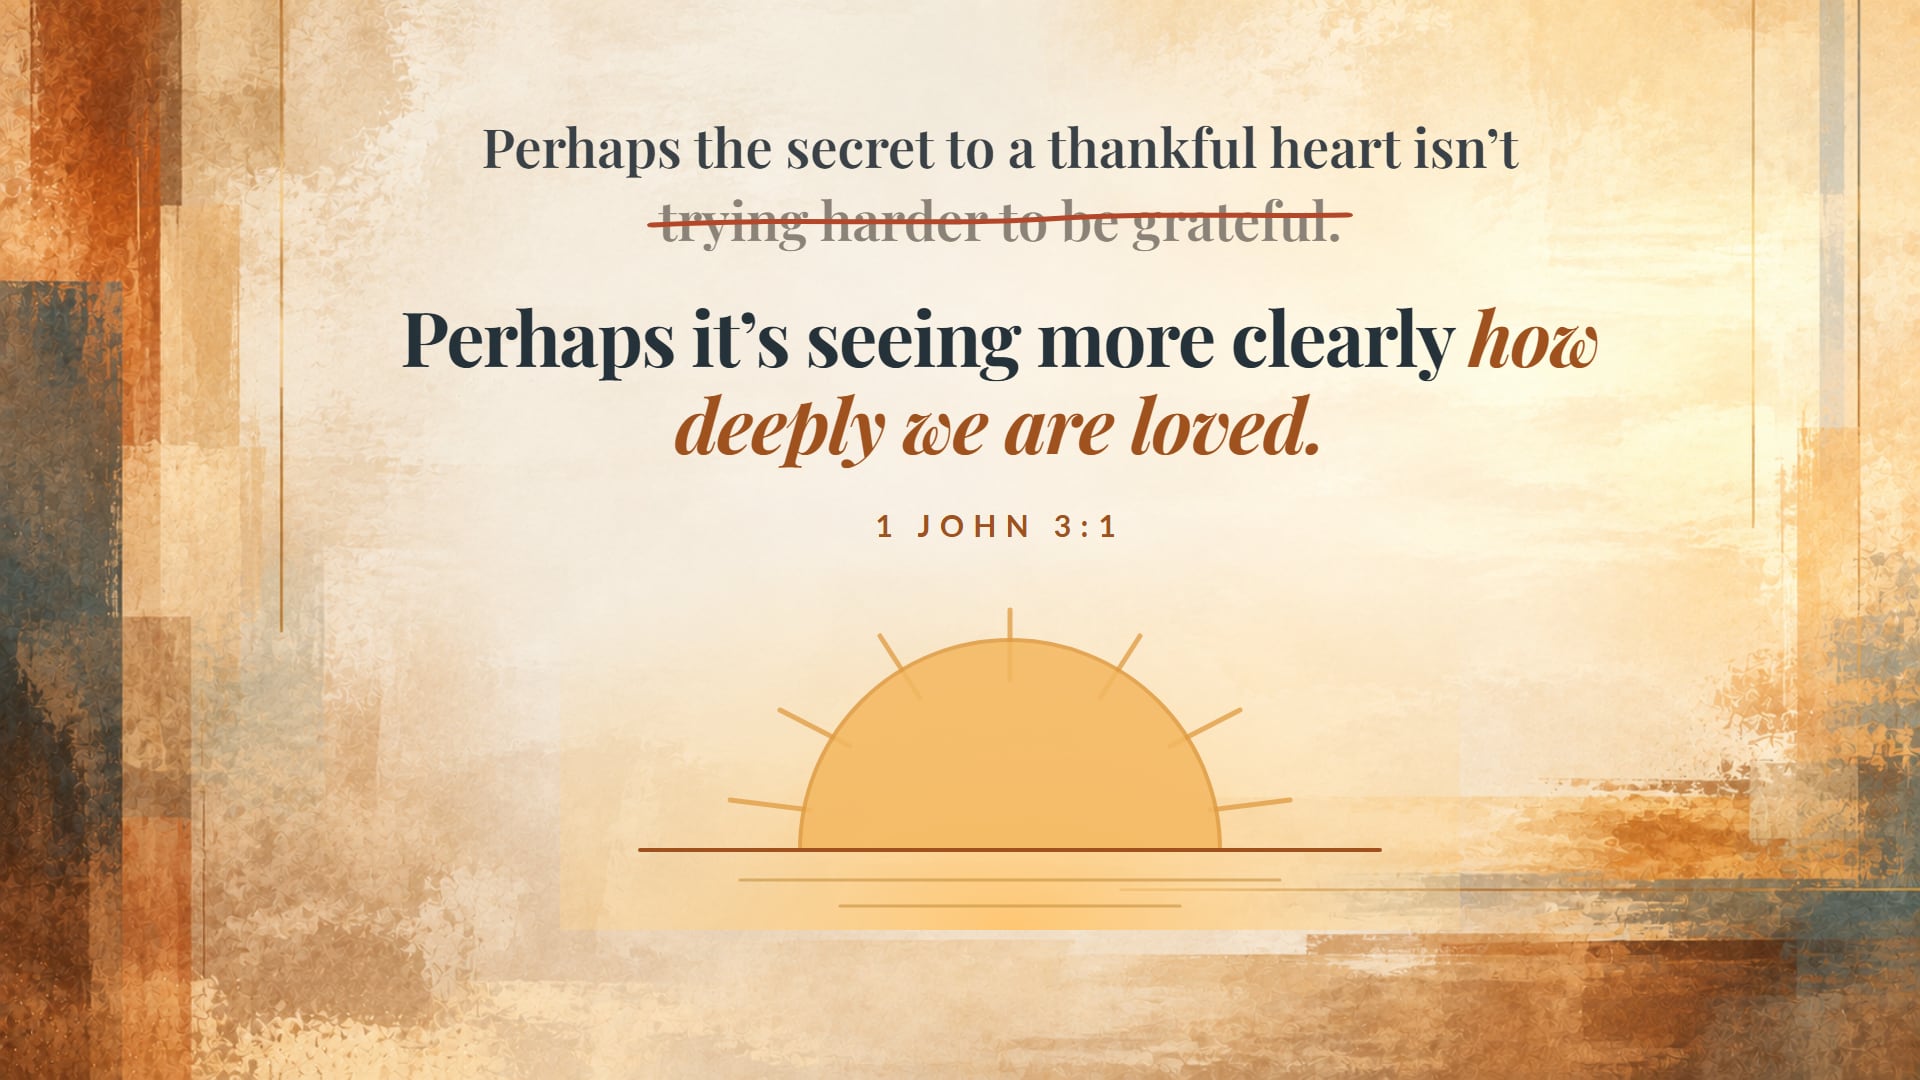 Perhaps the secret to a thankful heart isn’t
trying harder to be grateful.
Perhaps it’s seeing more clearly how
deeply we are loved.
1 JOHN 3:1